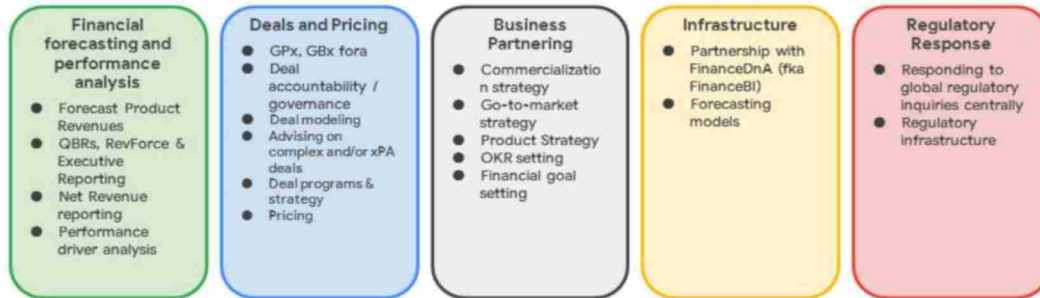 Financial
forecasting and
performance
analysis
● Forecast Product
Revenues
● QBRs, RevForce &
Executive
Reporting
● Net Revenue
reporting
● Performance
driver analysis
Deals and Pricing
● GPx, GBx fora
● Deal
accountability /
governance
● Deal modeling
● Advising on
complex and/or xPA
deals
● Deal programs &
strategy
● Pricing
Business
Partnering
● Commercializatio
n strategy
● Go-to-market
strategy
● Product Strategy
● OKR setting
● Financial goal
setting
Infrastructure
● Partnership with
FinanceDnA (fka
FinanceBI)
● Forecasting
models
Regulatory
Response
● Responding to
global regulatory
inquiries centrally
● Regulatory
infrastructure